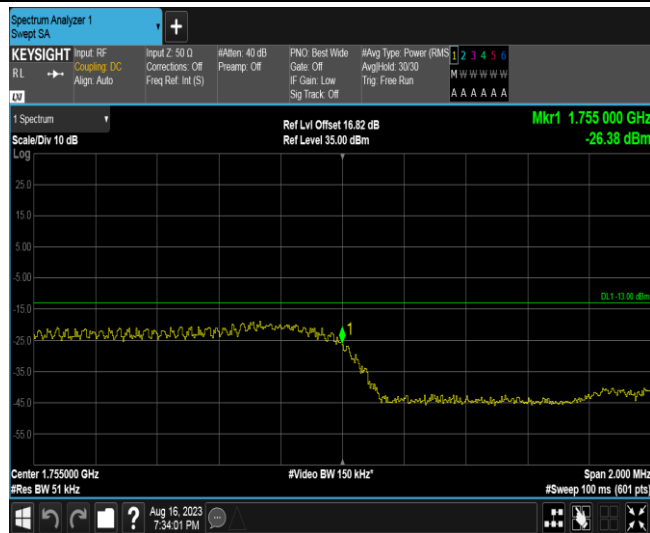 Spectrum Analyzer 1
Swept SA
+
KEYSIGHT
RL
LXI
Input: RF
Coupling: DC
Align: Auto
Input Z: 50 Ω
Corrections: Off
Freq Ref: Int (S)
#Atten: 40 dB
Preamp: Off
PNO: Best Wide
Gate: Off
IF Gain: Low
Sig Track: Off
#Avg Type: Power (RMS
Avg|Hold: 30/30
Trig: Free Run
1 2 3 4 5 6
M W W W W W
A A A A A A
1 Spectrum
Scale/Div 10 dB
Log
Ref Lvl Offset 16.82 dB
Ref Level 35.00 dBm
Mkr1 1.755 000 GHz
-26.38 dBm
25.0
15.0
5.00
-5.00
-15.0
-25.0
-35.0
-45.0
-55.0
DL1 -13.00 dBm
1
Center 1.755000 GHz
#Res BW 51 kHz
#Video BW 150 kHz*
Span 2.000 MHz
#Sweep 100 ms (601 pts)
?
Aug 16, 2023
7:34:01 PM